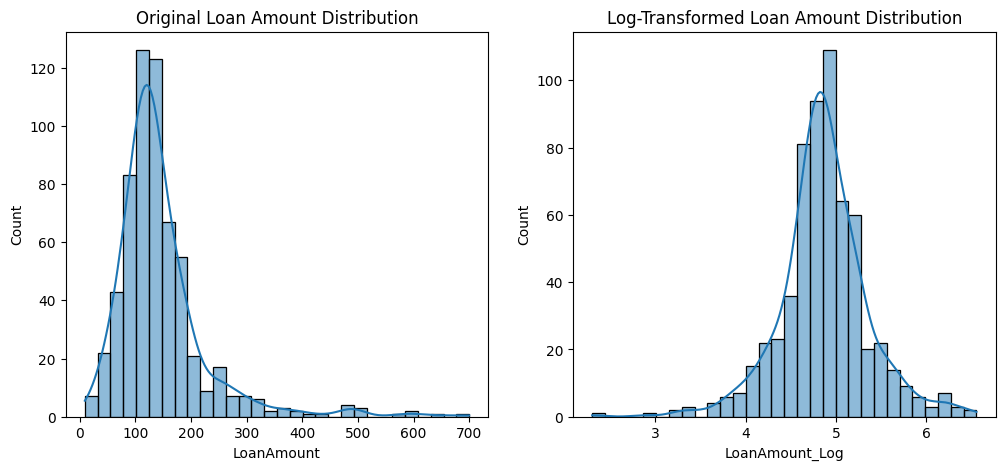 Original Loan Amount Distribution
120
100
80
60
40
20
0
Count
0 100 200 300 400 500 600 700
LoanAmount
Log-Transformed Loan Amount Distribution
100
80
60
40
20
0
Count
3 4 5 6
LoanAmount_Log